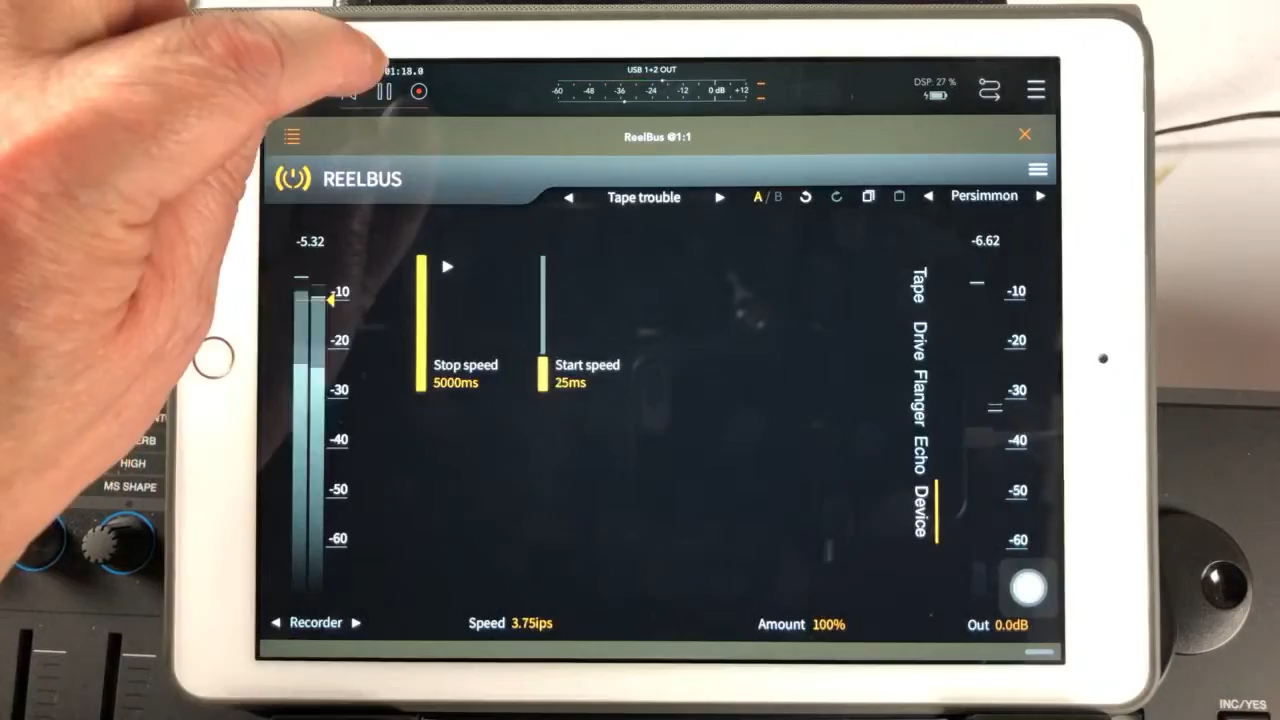 01:18.0
USB 1+2 OUT
-60 -48 -36 -24 -12 0 dB +12
DSP: 27 %
ReelBus @1:1
REELBUS
Tape trouble
A / B
Persimmon
-5.32
-6.62
-10
-20
-30
-40
-50
-60
Stop speed
5000ms
Start speed
25ms
Tape Drive Flanger Echo Device
-10
-20
-30
-40
-50
-60
Recorder
Speed 3.75ips
Amount 100%
Out 0.0dB
HIGH
MS SHAPE
INC/YES